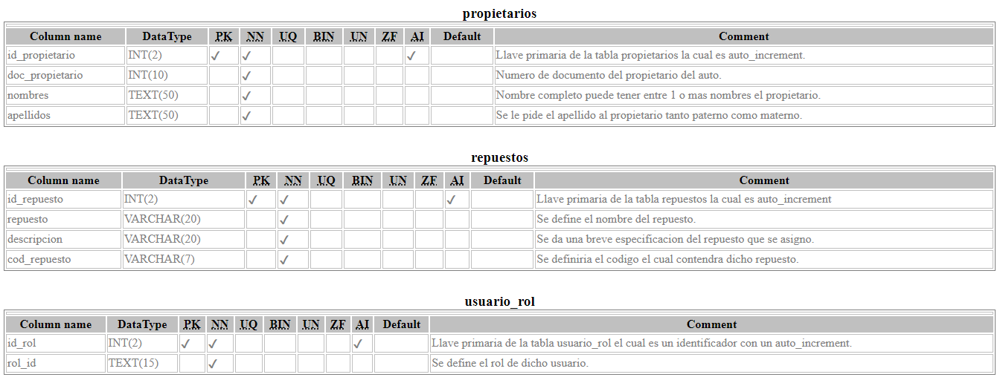 propietarios
Column name DataType PK NN UQ BIN UN ZF AI Default Comment
id_propietario INT(2) ✓ ✓ ✓ Llave primaria de la tabla propietarios la cual es auto_increment.
doc_propietario INT(10) ✓ Numero de documento del propietario del auto.
nombres TEXT(50) ✓ Nombre completo puede tener entre 1 o mas nombres el propietario.
apellidos TEXT(50) ✓ Se le pide el apellido al propietario tanto paterno como materno.
repuestos
Column name DataType PK NN UQ BIN UN ZF AI Default Comment
id_repuesto INT(2) ✓ ✓ ✓ Llave primaria de la tabla repuestos la cual es auto_increment
repuesto VARCHAR(20) ✓ Se define el nombre del repuesto.
descripcion VARCHAR(20) ✓ Se da una breve especificacion del repuesto que se asigno.
cod_repuesto VARCHAR(7) ✓ Se definiria el codigo el cual contendra dicho repuesto.
usuario_rol
Column name DataType PK NN UQ BIN UN ZF AI Default Comment
id_rol INT(2) ✓ ✓ ✓ Llave primaria de la tabla usuario_rol el cual es un identificador con un auto_increment.
rol_id TEXT(15) ✓ Se define el rol de dicho usuario.